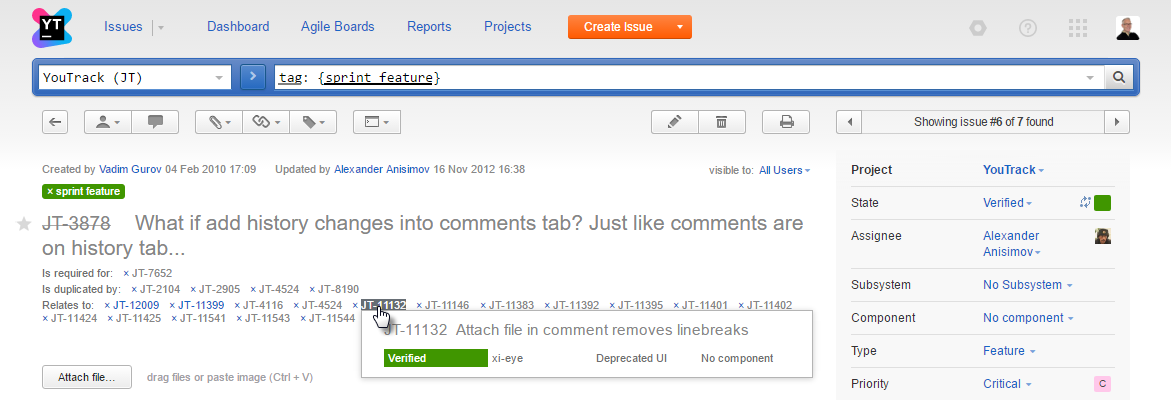 YT
Issues
Dashboard
Agile Boards
Reports
Projects
Create Issue
YouTrack (JT)
tag: {sprint feature}
Showing issue #6 of 7 found
Created by Vadim Gurov 04 Feb 2010 17:09 Updated by Alexander Anisimov 16 Nov 2012 16:38
visible to: All Users
× sprint feature
JT-3878 What if add history changes into comments tab? Just like comments are
on history tab...
Is required for: × JT-7652
Is duplicated by: × JT-2104 × JT-2905 × JT-4524 × JT-8190
Relates to: × JT-12009 × JT-11399 × JT-4116 × JT-4524 × JT-11132 × JT-11146 × JT-11383 × JT-11392 × JT-11395 × JT-11401 × JT-11402
× JT-11424 × JT-11425 × JT-11541 × JT-11543 × JT-11544
JT-11132 Attach file in comment removes linebreaks
Verified xi-eye Deprecated UI No component
Attach file... drag files or paste image (Ctrl + V)
Project YouTrack
State Verified
Assignee Alexander
Anisimov
Subsystem No Subsystem
Component No component
Type Feature
Priority Critical C